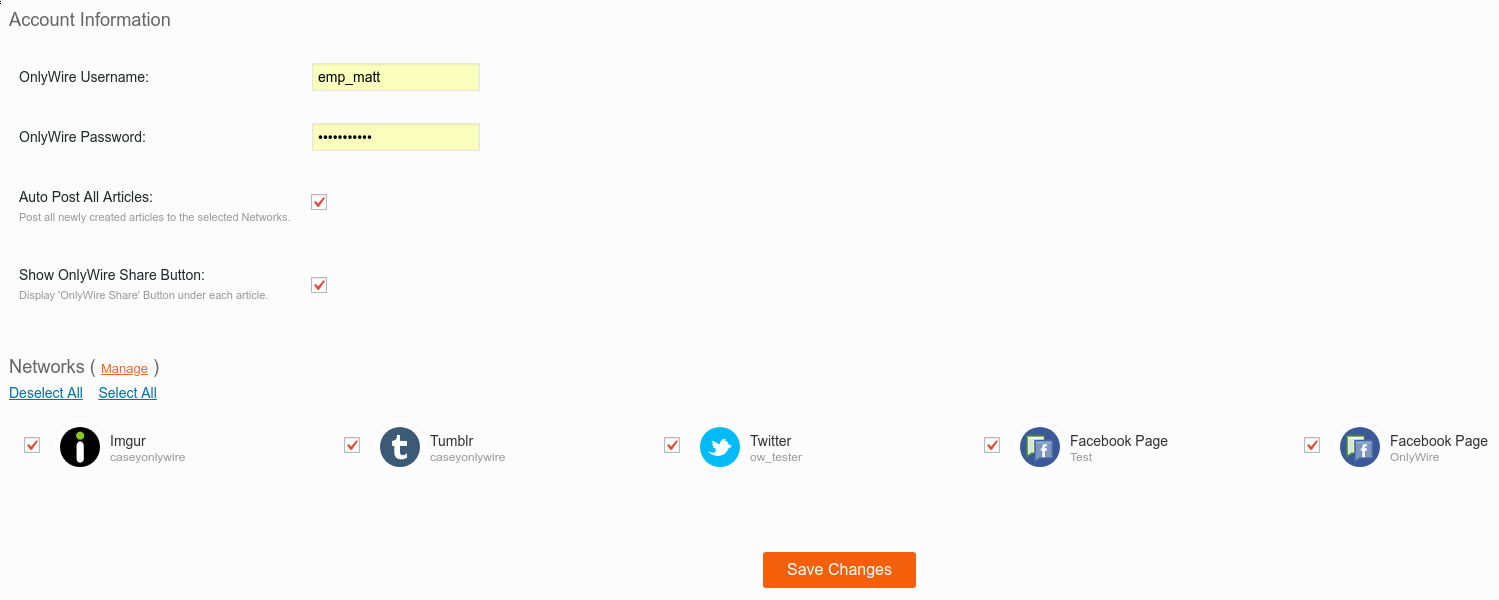 Account Information
OnlyWire Username:
emp_matt
OnlyWire Password:
•••••••••••
Auto Post All Articles:
Post all newly created articles to the selected Networks.
Show OnlyWire Share Button:
Display 'OnlyWire Share' Button under each article.
Networks ( Manage )
Deselect All Select All
Imgur
caseyonlywire
Tumblr
caseyonlywire
Twitter
ow_tester
Facebook Page
Test
Facebook Page
OnlyWire
Save Changes